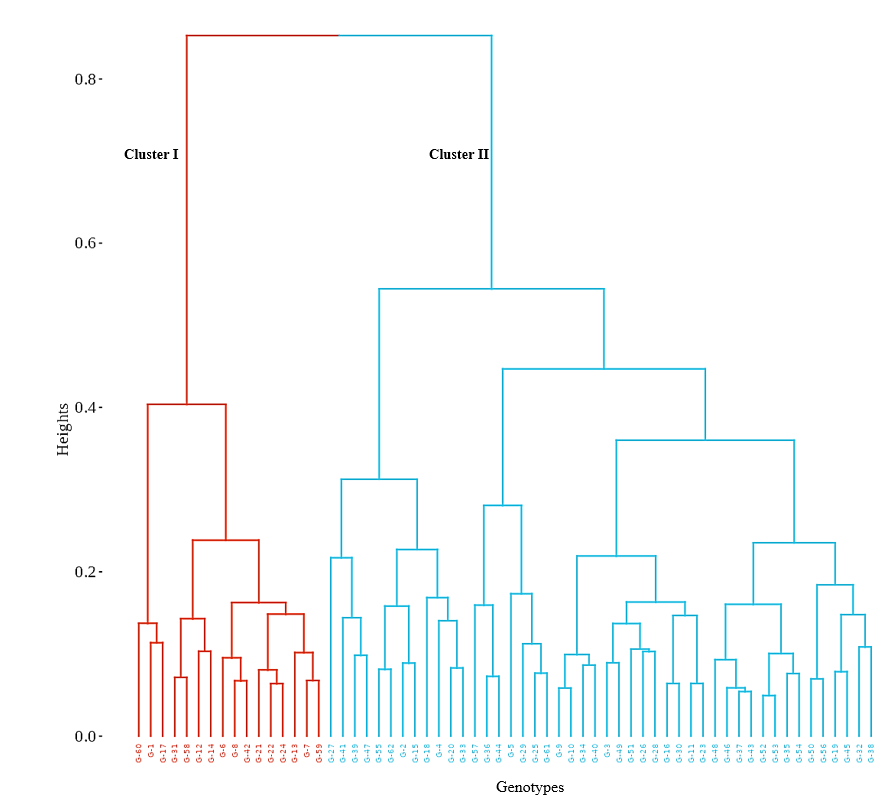 0.8-
Cluster I
Cluster II
0.6-
0.4-
Heights
0.2-
0.0-
G-60
G-1
G-17
G-31
G-58
G-12
G-14
G-6
G-8
G-42
G-21
G-22
G-24
G-13
G-7
G-59
G-27
G-41
G-39
G-47
G-55
G-62
G-2
G-15
G-18
G-4
G-20
G-33
G-57
G-36
G-44
G-5
G-29
G-25
G-61
G-9
G-10
G-34
G-40
G-3
G-49
G-51
G-26
G-28
G-16
G-30
G-11
G-23
G-48
G-46
G-37
G-43
G-52
G-53
G-35
G-54
G-50
G-56
G-19
G-45
G-32
G-38
Genotypes